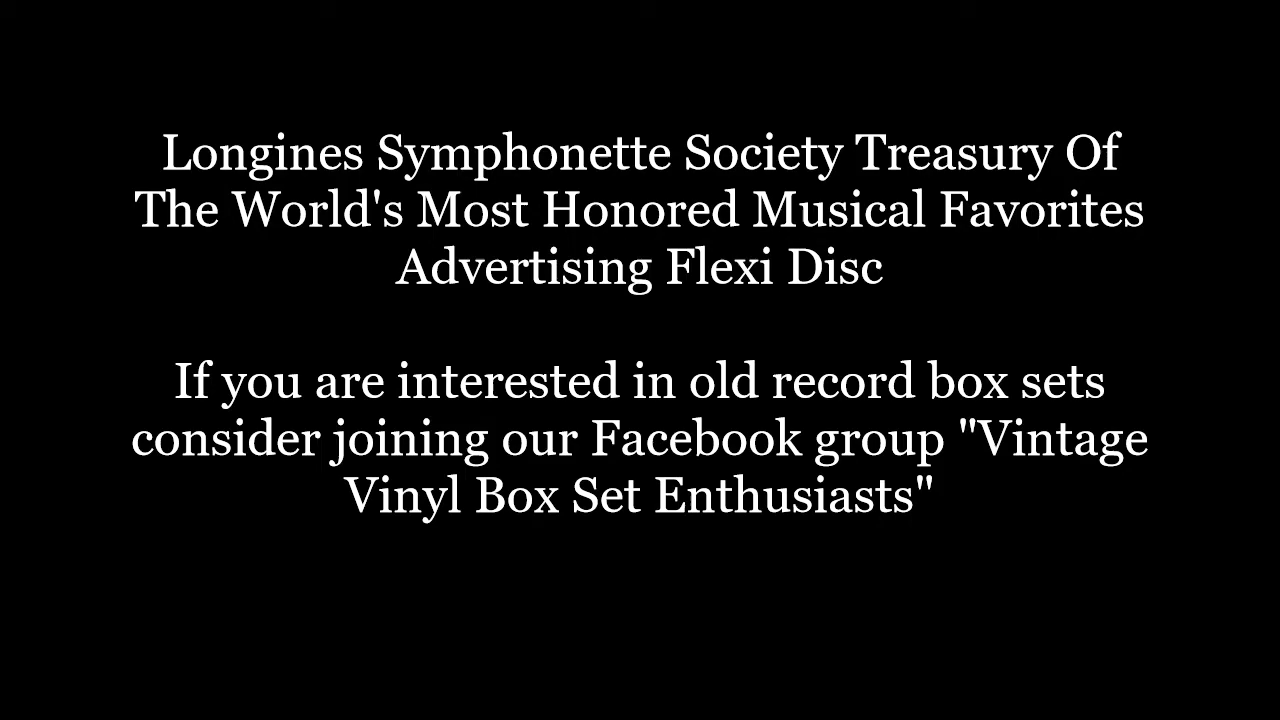 Longines Symphonette Society Treasury Of
The World's Most Honored Musical Favorites
Advertising Flexi Disc
If you are interested in old record box sets
consider joining our Facebook group "Vintage
Vinyl Box Set Enthusiasts"